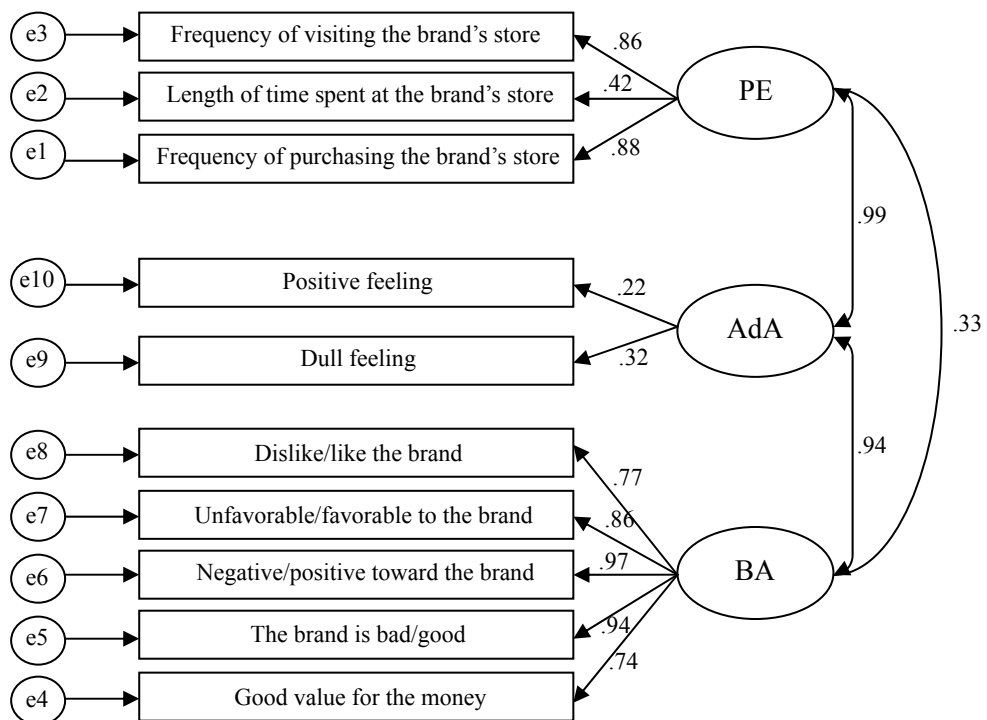 e3
Frequency of visiting the brand’s store
.86
PE
e2
Length of time spent at the brand’s store
.42
e1
Frequency of purchasing the brand’s store
.88
.99
e10
Positive feeling
.22
AdA
.33
e9
Dull feeling
.32
e8
Dislike/like the brand
.77
.94
e7
Unfavorable/favorable to the brand
.86
e6
Negative/positive toward the brand
.97
BA
e5
The brand is bad/good
.94
e4
Good value for the money
.74